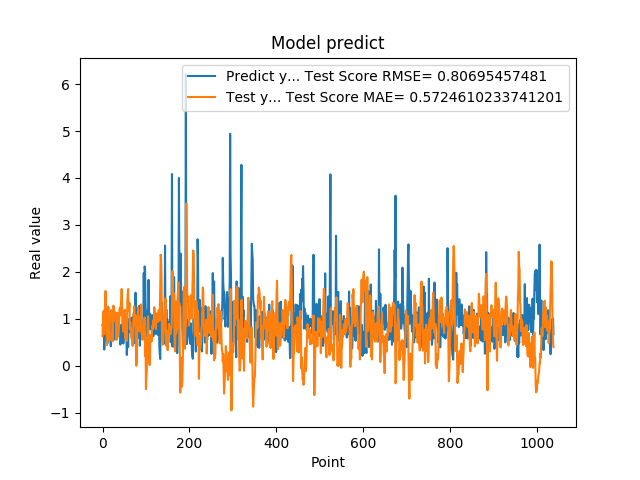 Model predict
Predict y... Test Score RMSE= 0.80695457481
Test y... Test Score MAE= 0.5724610233741201
6
5
4
3
2
1
0
−1
Real value
0 200 400 600 800 1000
Point